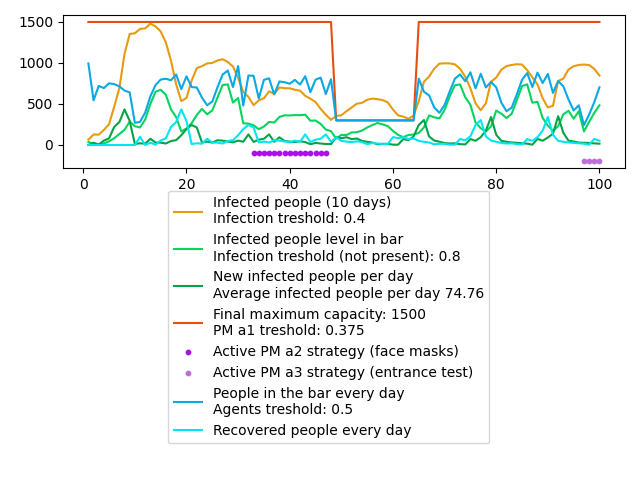 1500
1000
500
0
0 20 40 60 80 100
Infected people (10 days)
Infection treshold: 0.4
Infected people level in bar
Infection treshold (not present): 0.8
New infected people per day
Average infected people per day 74.76
Final maximum capacity: 1500
PM a1 treshold: 0.375
Active PM a2 strategy (face masks)
Active PM a3 strategy (entrance test)
People in the bar every day
Agents treshold: 0.5
Recovered people every day